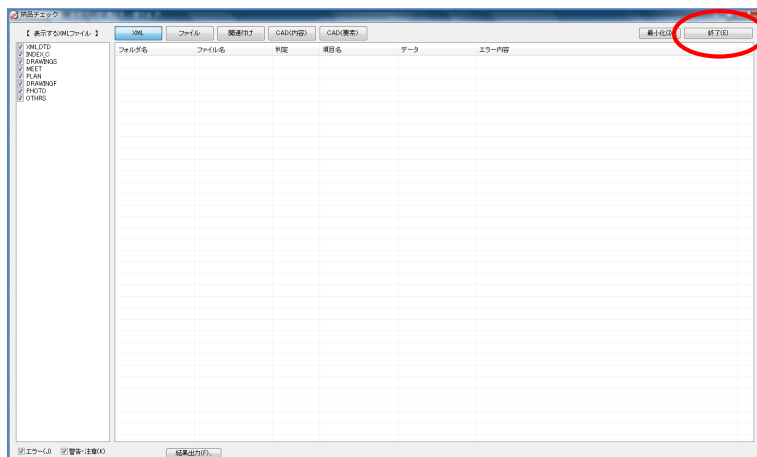 納品チェック
【 表示するXMLファイル 】
XML
ファイル
関連付け
CAD(内容)
CAD(要素)
終了(E)
XMLDTD
INDEX_C
DRAWINGS
MEET
PLAN
DRAWINGF
PHOTO
OTHRS
フォルダ名
ファイル名
判定
項目名
データ
エラー内容
エラー(J)
警告・注意(K)
結果出力(F)...